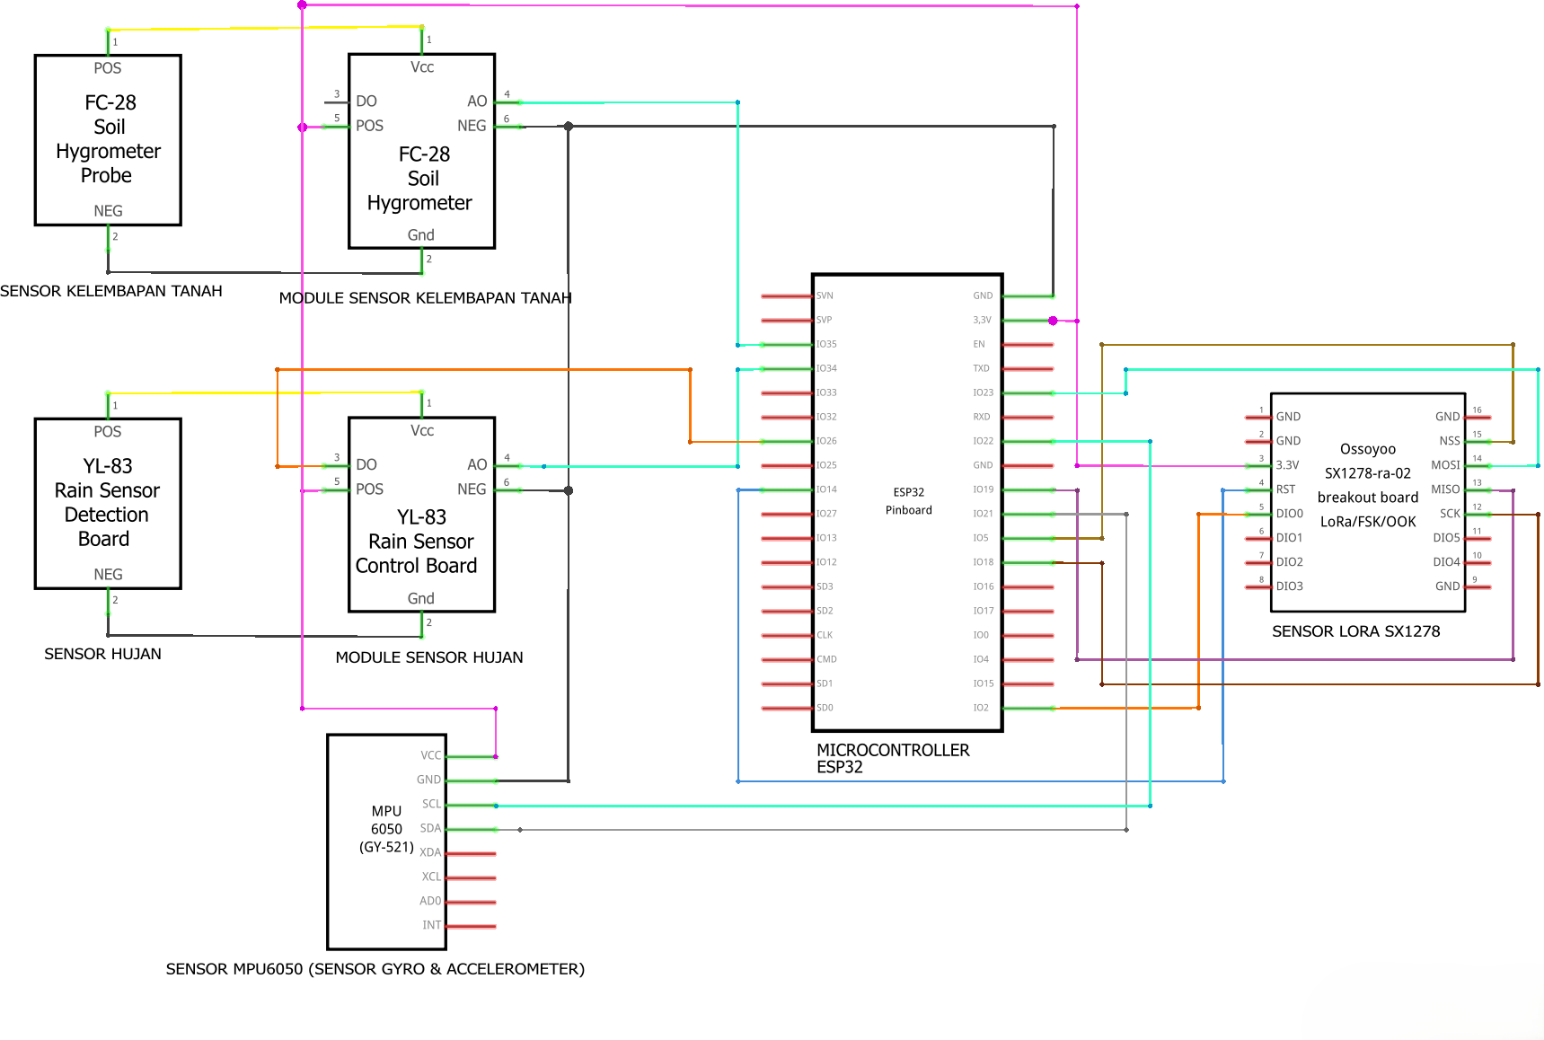 1
POS
FC-28
Soil
Hygrometer
Probe
NEG
2
SENSOR KELEMBAPAN TANAH
1
Vcc
3 DO
AO 4
5 POS
NEG 6
FC-28
Soil
Hygrometer
Gnd
2
MODULE SENSOR KELEMBAPAN TANAH
1
POS
YL-83
Rain Sensor
Detection
Board
NEG
2
SENSOR HUJAN
1
Vcc
3 DO
AO 4
5 POS
NEG 6
YL-83
Rain Sensor
Control Board
Gnd
2
MODULE SENSOR HUJAN
VCC
GND
SCL
SDA
XDA
XCL
AD0
INT
MPU
6050
(GY-521)
SENSOR MPU6050 (SENSOR GYRO & ACCELEROMETER)
SVN
SVP
IO35
IO34
IO33
IO32
IO26
IO25
IO14
IO27
IO13
IO12
SD3
SD2
CLK
CMD
SD1
SD0
ESP32
Pinboard
GND
3,3V
EN
TXD
IO23
RXD
IO22
GND
IO19
IO21
IO5
IO18
IO16
IO17
IO0
IO4
IO15
IO2
MICROCONTROLLER
ESP32
1 GND
2 GND
3 3.3V
4 RST
5 DIO0
6 DIO1
7 DIO2
8 DIO3
Ossoyoo
SX1278-ra-02
breakout board
LoRa/FSK/OOK
GND 16
NSS 15
MOSI 14
MISO 13
SCK 12
DIO5 11
DIO4 10
GND 9
SENSOR LORA SX1278